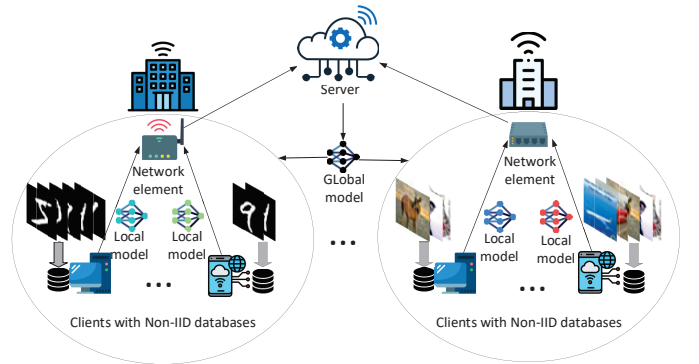 Server
Network
element
GLobal
model
Network
element
Local
model
Local
model
...
Local
model
Local
model
...
...
Clients with Non-IID databases
Clients with Non-IID databases